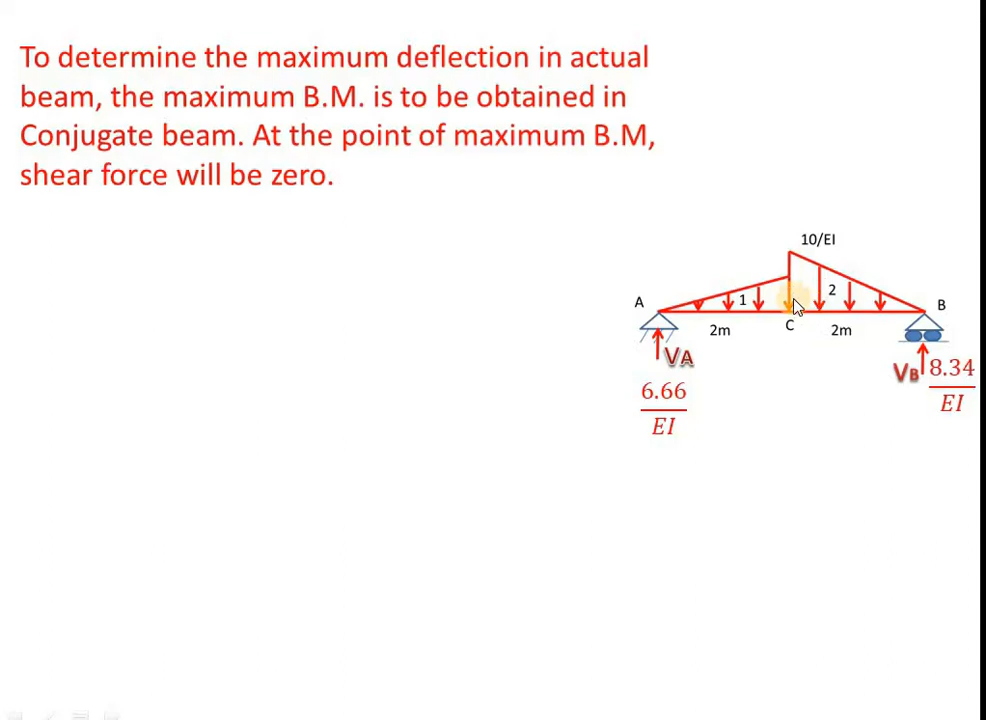 To determine the maximum deflection in actual
beam, the maximum B.M. is to be obtained in
Conjugate beam. At the point of maximum B.M,
shear force will be zero.
10/EI
A
1
2
B
2m
C
2m
VA
VB
6.66
EI
8.34
EI